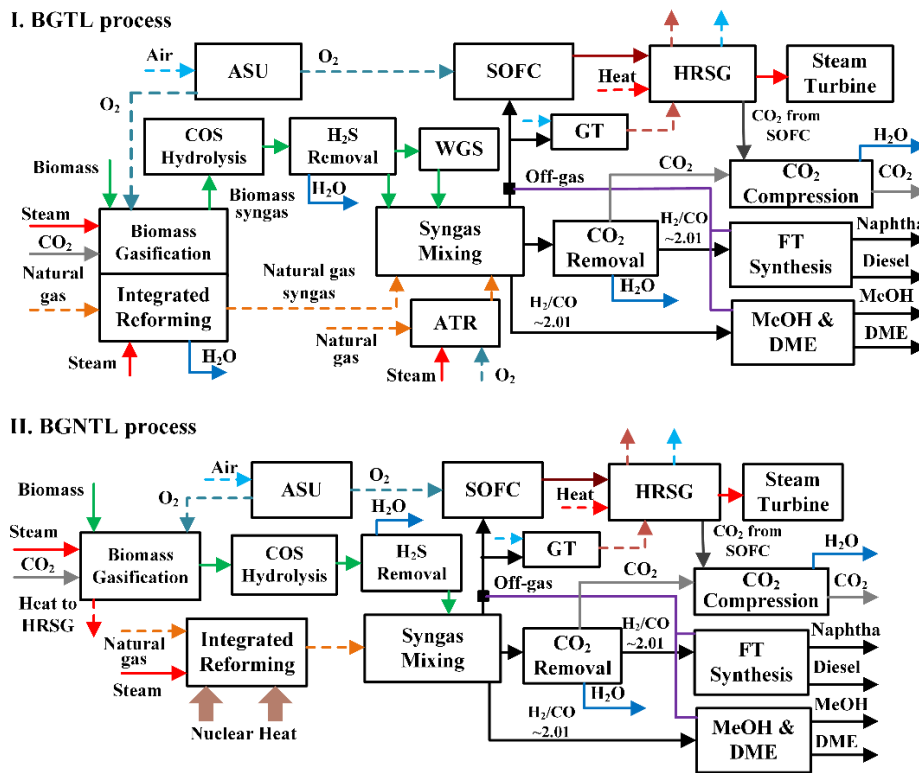 I. BGTL process
Air
ASU
O₂
SOFC
Heat
HRSG
Steam
Turbine
O₂
COS
Hydrolysis
H₂S
Removal
WGS
GT
CO₂ from
SOFC
H₂O
CO₂
Biomass
H₂O
Off-gas
CO₂
CO₂
Compression
Biomass
syngas
Steam
CO₂
Biomass
Gasification
Syngas
Mixing
CO₂
Removal
H₂/CO
~2.01
FT
Synthesis
Naphtha
Diesel
Natural
gas
Natural gas
syngas
H₂O
Integrated
Reforming
ATR
H₂/CO
~2.01
MeOH &
DME
MeOH
DME
Natural
gas
Steam
H₂O
Steam
O₂
II. BGNTL process
Air
ASU
O₂
SOFC
Heat
HRSG
Steam
Turbine
Biomass
O₂
H₂O
GT
CO₂ from
SOFC
H₂O
Steam
CO₂
Biomass
Gasification
COS
Hydrolysis
H₂S
Removal
Off-gas
CO₂
CO₂
Compression
CO₂
Heat to
HRSG
Natural
gas
Integrated
Reforming
Syngas
Mixing
CO₂
Removal
H₂/CO
~2.01
FT
Synthesis
Naphtha
Diesel
Steam
H₂O
Nuclear Heat
H₂/CO
~2.01
MeOH &
DME
MeOH
DME